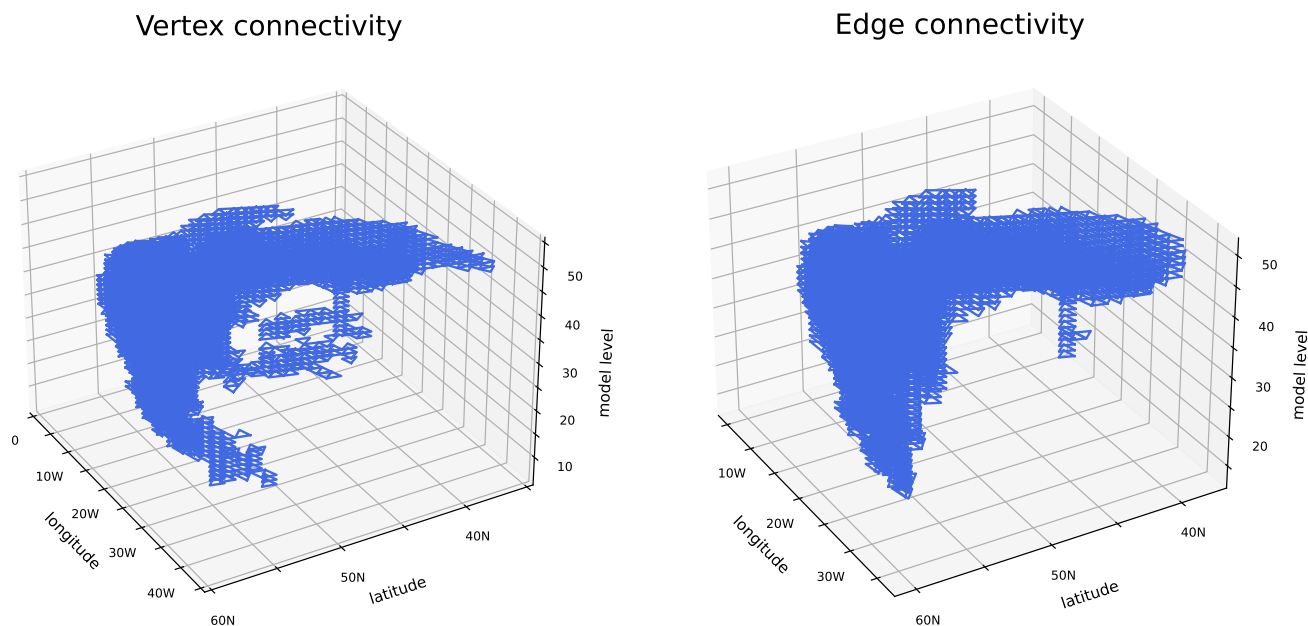 Vertex connectivity
0
10W
20W
30W
40W
longitude
60N
50N
40N
latitude
10
20
30
40
50
model level
Edge connectivity
10W
20W
30W
longitude
60N
50N
40N
latitude
20
30
40
50
model level